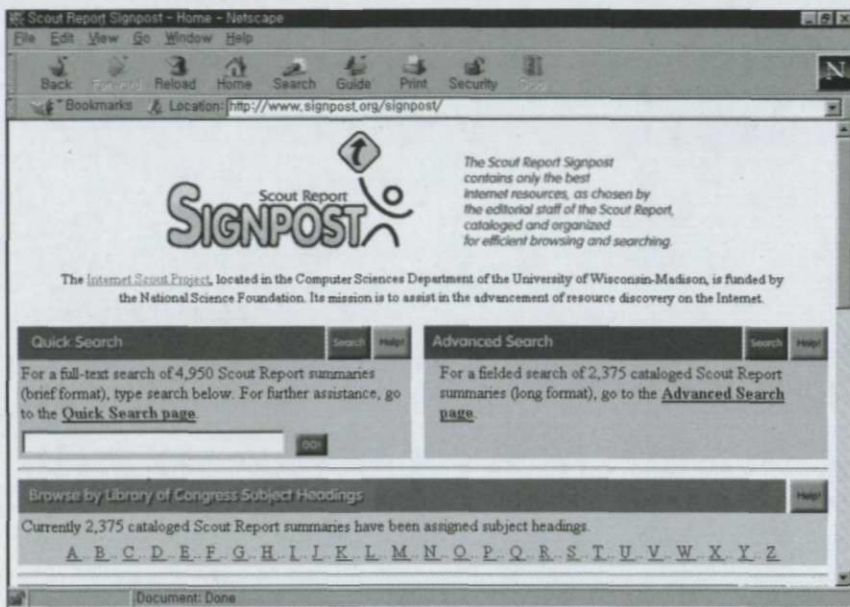 Scout Report Signpost - Home - Netscape
File Edit View Go Window Help
Back Forward Reload Home Search Guide Print Security Stop
N
Bookmarks Location: http://www.signpost.org/signpost/
Scout Report
SIGNPOST
The Scout Report Signpost
contains only the best
Internet resources, as chosen by
the editorial staff of the Scout Report,
cataloged and organized
for efficient browsing and searching.
The Internet Scout Project, located in the Computer Sciences Department of the University of Wisconsin-Madison, is funded by
the National Science Foundation. Its mission is to assist in the advancement of resource discovery on the Internet.
Quick Search Search Help!
For a full-text search of 4,950 Scout Report summaries
(brief format), type search below. For further assistance, go
to the Quick Search page.
GO!
Advanced Search Search Help!
For a fielded search of 2,375 cataloged Scout Report
summaries (long format), go to the Advanced Search
page.
Browse by Library of Congress Subject Headings Help!
Currently 2,375 cataloged Scout Report summaries have been assigned subject headings.
A.. B.. C.. D.. E.. F.. G.. H.. I.. J.. K.. L.. M.. N.. O.. P.. Q.. R.. S.. T.. U.. V.. W.. X.. Y.. Z
Document: Done